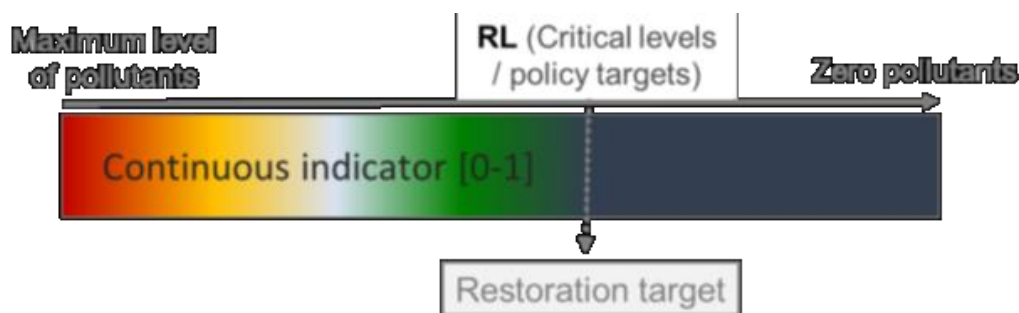 Maximum level
of pollutants
RL (Critical levels
/ policy targets)
Zero pollutants
Continuous indicator [0-1]
Restoration target